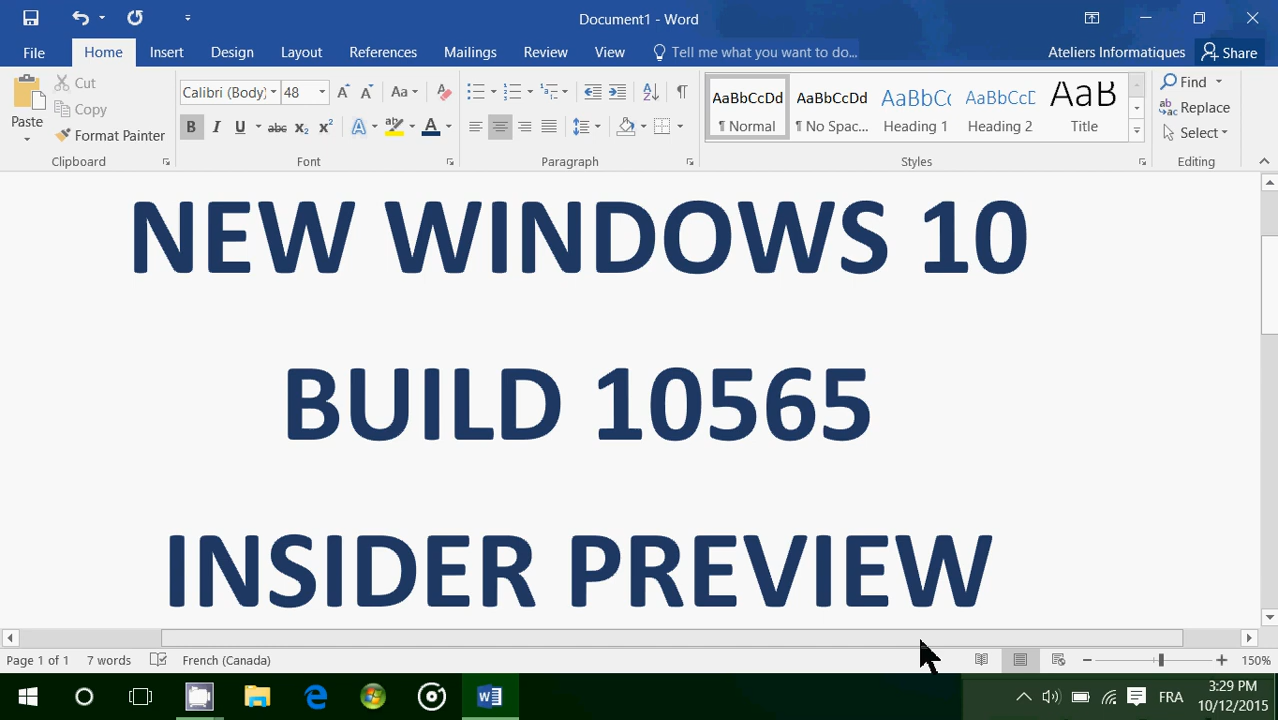 Document1 - Word
File Home Insert Design Layout References Mailings Review View Tell me what you want to do... Ateliers Informatiques Share
Cut
Copy
Paste
Format Painter
Clipboard
Calibri (Body) 48
Font
Paragraph
AaBbCcDd AaBbCcDd AaBbCc AaBbCcD AaB
¶ Normal ¶ No Spac... Heading 1 Heading 2 Title
Styles
Find
Replace
Select
Editing
NEW WINDOWS 10
BUILD 10565
INSIDER PREVIEW
Page 1 of 1 7 words French (Canada) 150%
FRA 3:29 PM
10/12/2015